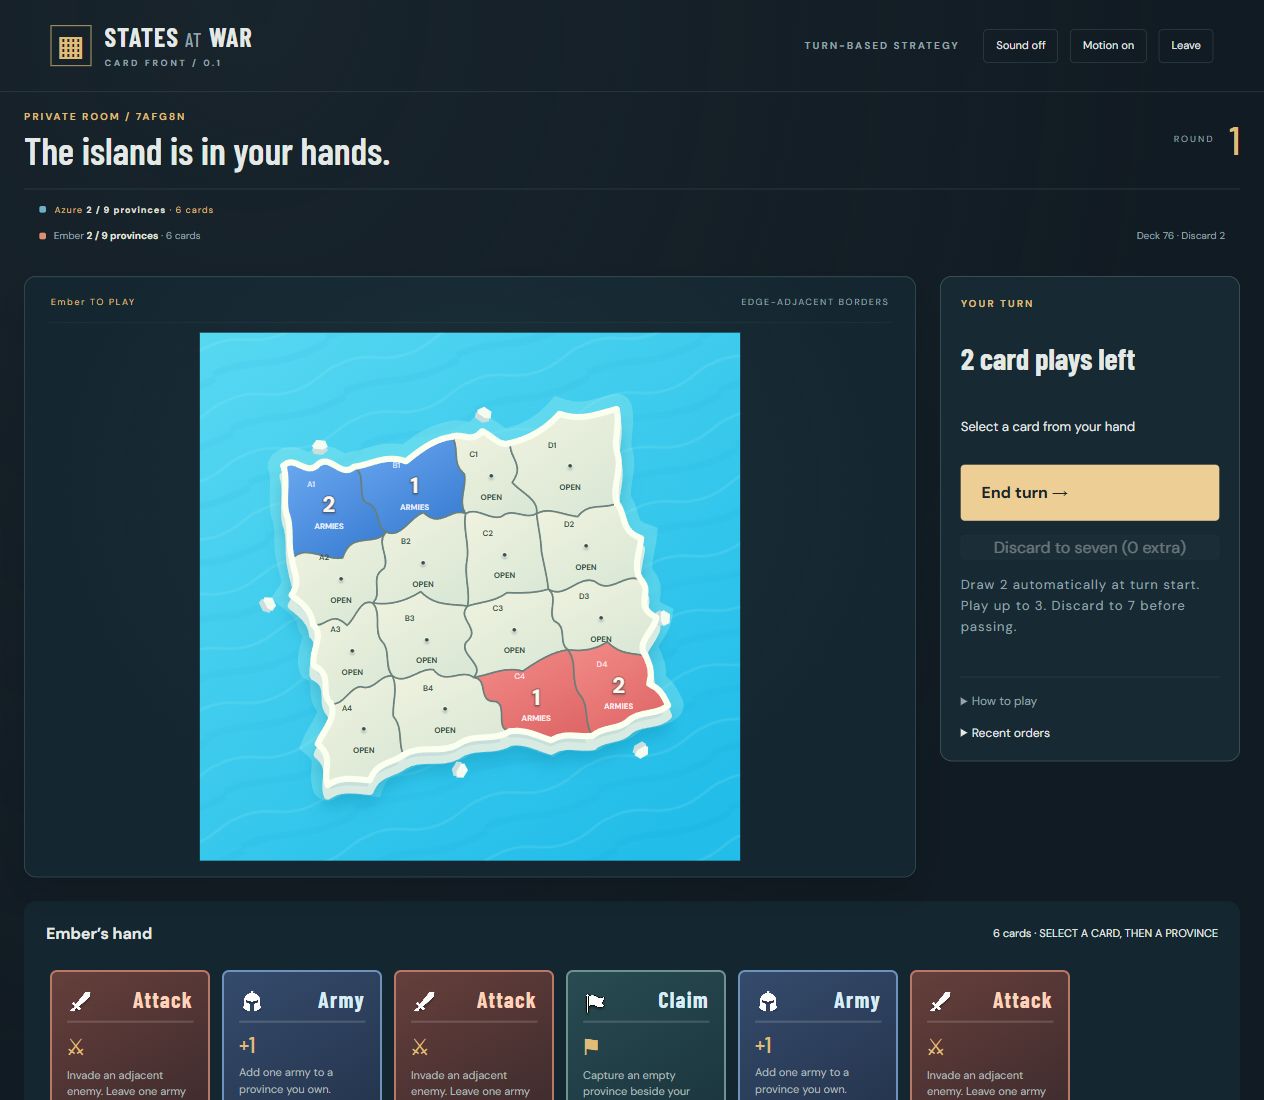 STATES AT WAR
CARD FRONT / 0.1
TURN-BASED STRATEGY
Sound off
Motion on
Leave
PRIVATE ROOM / 7AFG8N
The island is in your hands.
ROUND 1
Azure 2 / 9 provinces · 6 cards
Ember 2 / 9 provinces · 6 cards
Deck 76 · Discard 2
Ember TO PLAY
EDGE-ADJACENT BORDERS
A1
2
ARMIES
B1
1
ARMIES
C1
OPEN
D1
OPEN
A2
OPEN
B2
OPEN
C2
OPEN
D2
OPEN
A3
OPEN
B3
OPEN
C3
OPEN
D3
OPEN
A4
OPEN
B4
OPEN
C4
1
ARMIES
D4
2
ARMIES
YOUR TURN
2 card plays left
Select a card from your hand
End turn →
Discard to seven (0 extra)
Draw 2 automatically at turn start.
Play up to 3. Discard to 7 before
passing.
How to play
Recent orders
Ember's hand
6 cards · SELECT A CARD, THEN A PROVINCE
Attack
Invade an adjacent
enemy. Leave one army
Army
+1
Add one army to a
province you own.
Attack
Invade an adjacent
enemy. Leave one army
Claim
Capture an empty
province beside your
Army
+1
Add one army to a
province you own.
Attack
Invade an adjacent
enemy. Leave one army